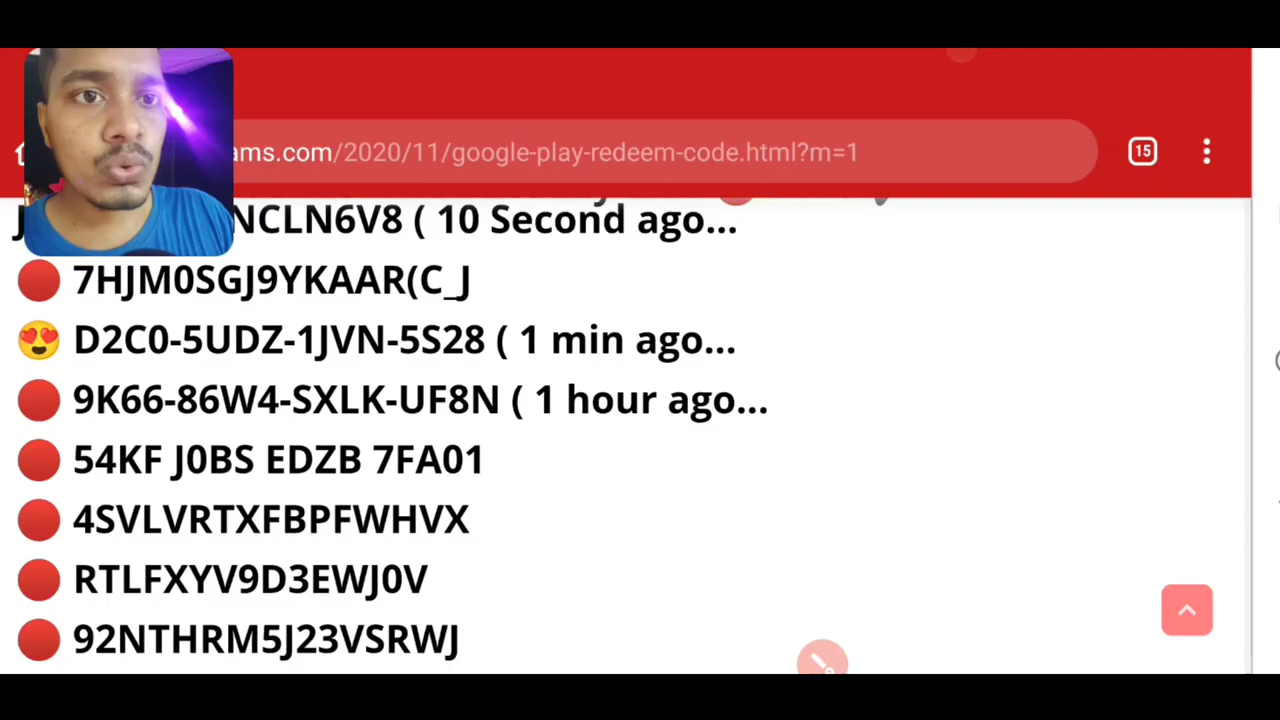 ams.com/2020/11/google-play-redeem-code.html?m=1
15
NCLN6V8 ( 10 Second ago...
7HJM0SGJ9YKAAR(C_J
D2C0-5UDZ-1JVN-5S28 ( 1 min ago...
9K66-86W4-SXLK-UF8N ( 1 hour ago...
54KF J0BS EDZB 7FA01
4SVLVRTXFBPFWHVX
RTLFXYV9D3EWJ0V
92NTHRM5J23VSRWJ